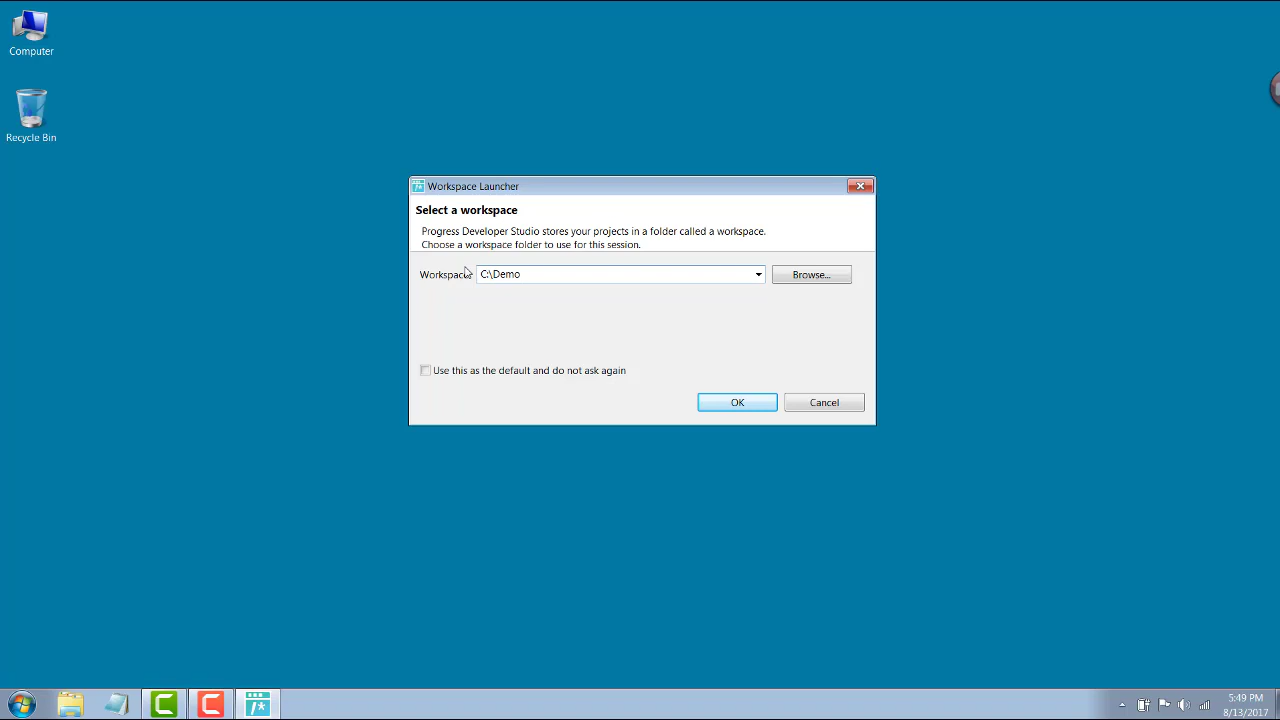 Computer
Recycle Bin
Workspace Launcher
Select a workspace
Progress Developer Studio stores your projects in a folder called a workspace.
Choose a workspace folder to use for this session.
Workspace:
C:\Demo
Browse...
Use this as the default and do not ask again
OK
Cancel
5:49 PM
8/13/2017